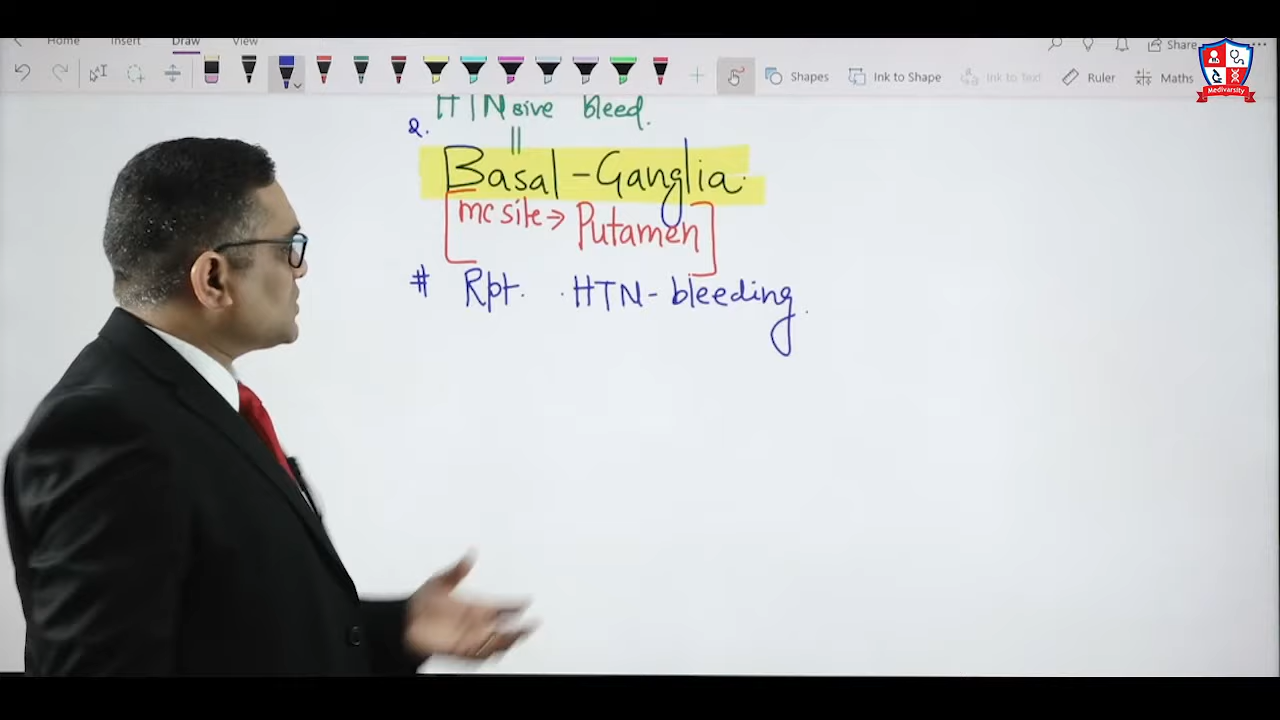 Home Insert Draw View Share
Shapes Ink to Shape Ink to Text Ruler Maths
Medivarsity
HTNsive bleed.
2.
Basal-Ganglia.
[mc site→ Putamen]
# Rpt. HTN-bleeding.